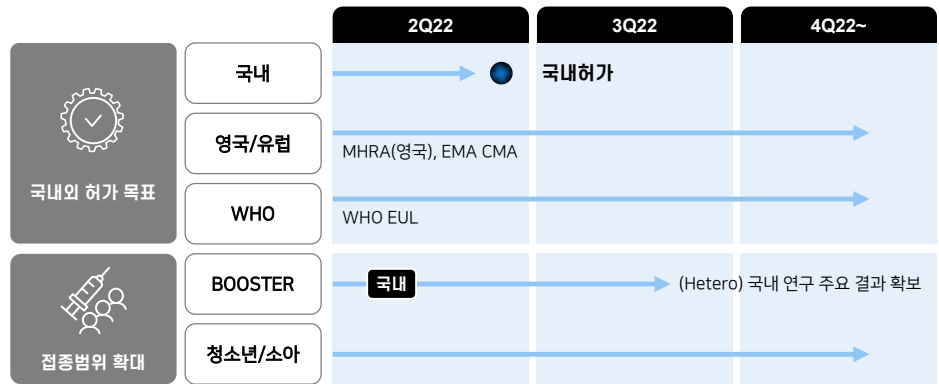 2Q22
3Q22
4Q22~
국내외 허가 목표
국내
국내허가
영국/유럽
MHRA(영국), EMA CMA
WHO
WHO EUL
접종범위 확대
BOOSTER
국내
(Hetero) 국내 연구 주요 결과 확보
청소년/소아